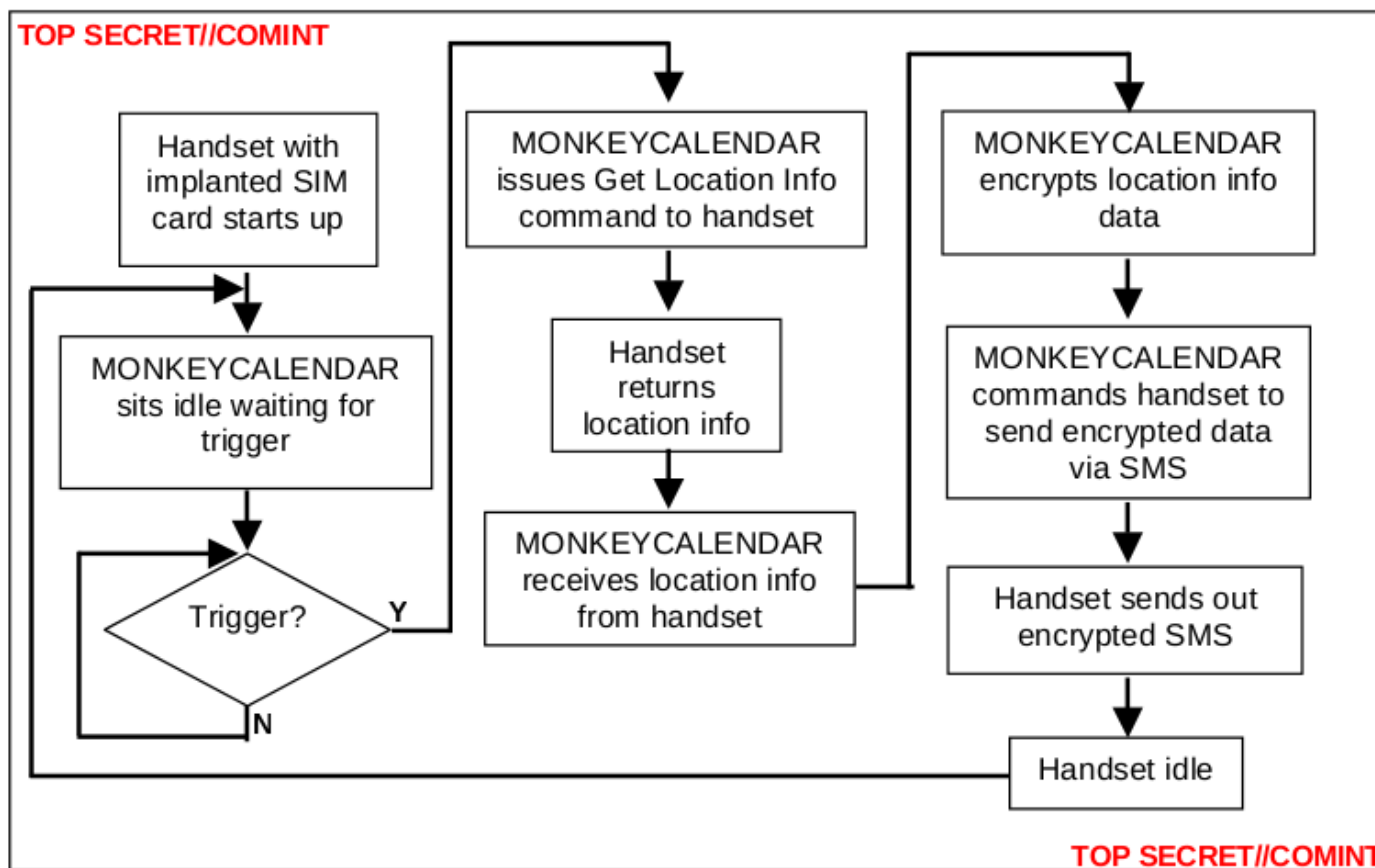 TOP SECRET//COMINT
Handset with
implanted SIM
card starts up
MONKEYCALENDAR
sits idle waiting for
trigger
Trigger?
Y
N
MONKEYCALENDAR
issues Get Location Info
command to handset
Handset
returns
location info
MONKEYCALENDAR
receives location info
from handset
MONKEYCALENDAR
encrypts location info
data
MONKEYCALENDAR
commands handset to
send encrypted data
via SMS
Handset sends out
encrypted SMS
Handset idle
TOP SECRET//COMINT